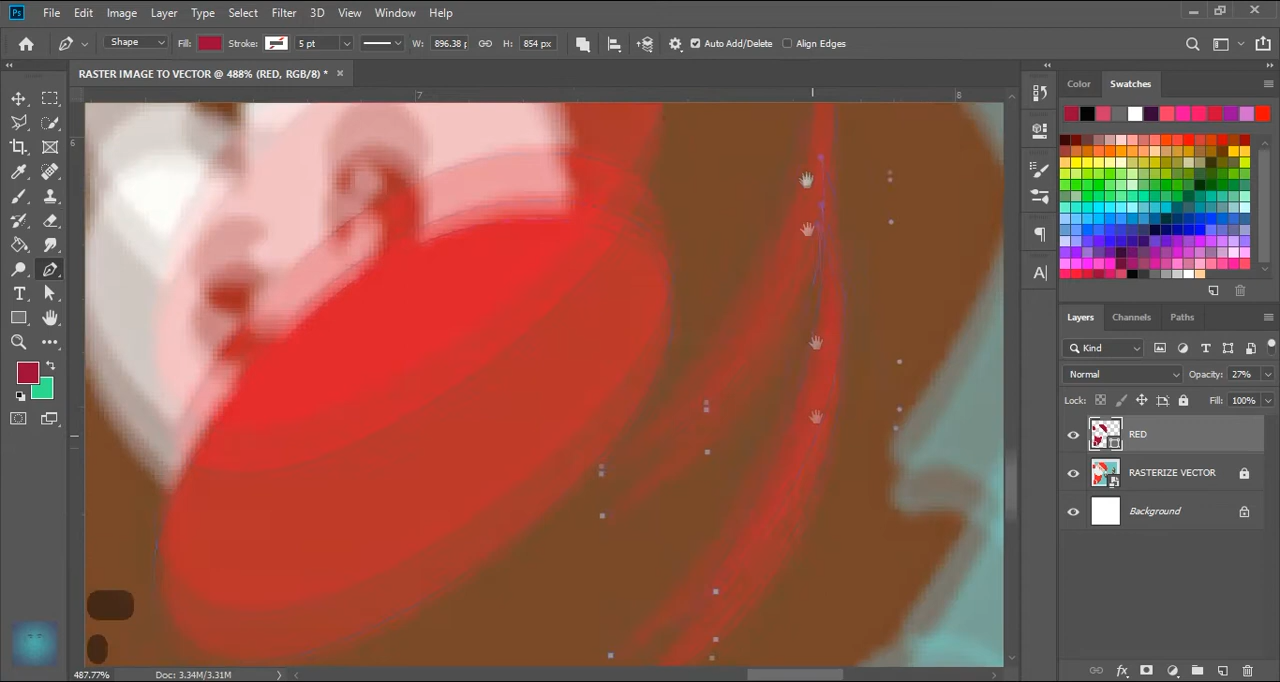 Ps File Edit Image Layer Type Select Filter 3D View Window Help
Shape Fill: Stroke: 5 pt W: 896.38 p H: 854 px Auto Add/Delete Align Edges
RASTER IMAGE TO VECTOR @ 488% (RED, RGB/8) *
7 8
6
Color Swatches
Layers Channels Paths
Kind
Normal Opacity: 27%
Lock: Fill: 100%
RED
RASTERIZE VECTOR
Background
487.77% Doc: 3.34M/3.31M